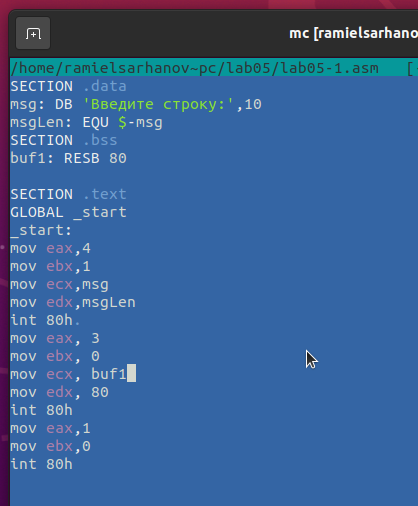 mc [ramielsarhano
/home/ramielsarhanov~pc/lab05/lab05-1.asm [
SECTION .data
msg: DB 'Введите строку:',10
msgLen: EQU $-msg
SECTION .bss
buf1: RESB 80
SECTION .text
GLOBAL _start
_start:
mov eax,4
mov ebx,1
mov ecx,msg
mov edx,msgLen
int 80h.
mov eax, 3
mov ebx, 0
mov ecx, buf1
mov edx, 80
int 80h
mov eax,1
mov ebx,0
int 80h